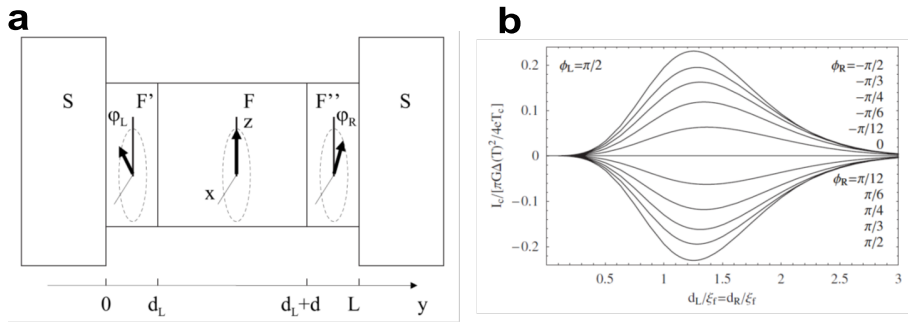 a
S
F'
F
F''
S
φL
z
φR
x
0
dL
dL+d
L
y
b
Ic/[πGΔ(T)²/4eTc]
0.2
0.1
0
−0.1
−0.2
ϕL=π/2
ϕR=−π/2
−π/3
−π/4
−π/6
−π/12
0
ϕR=π/12
π/6
π/4
π/3
π/2
0.5
1
1.5
2
2.5
3
dL/ξf=dR/ξf